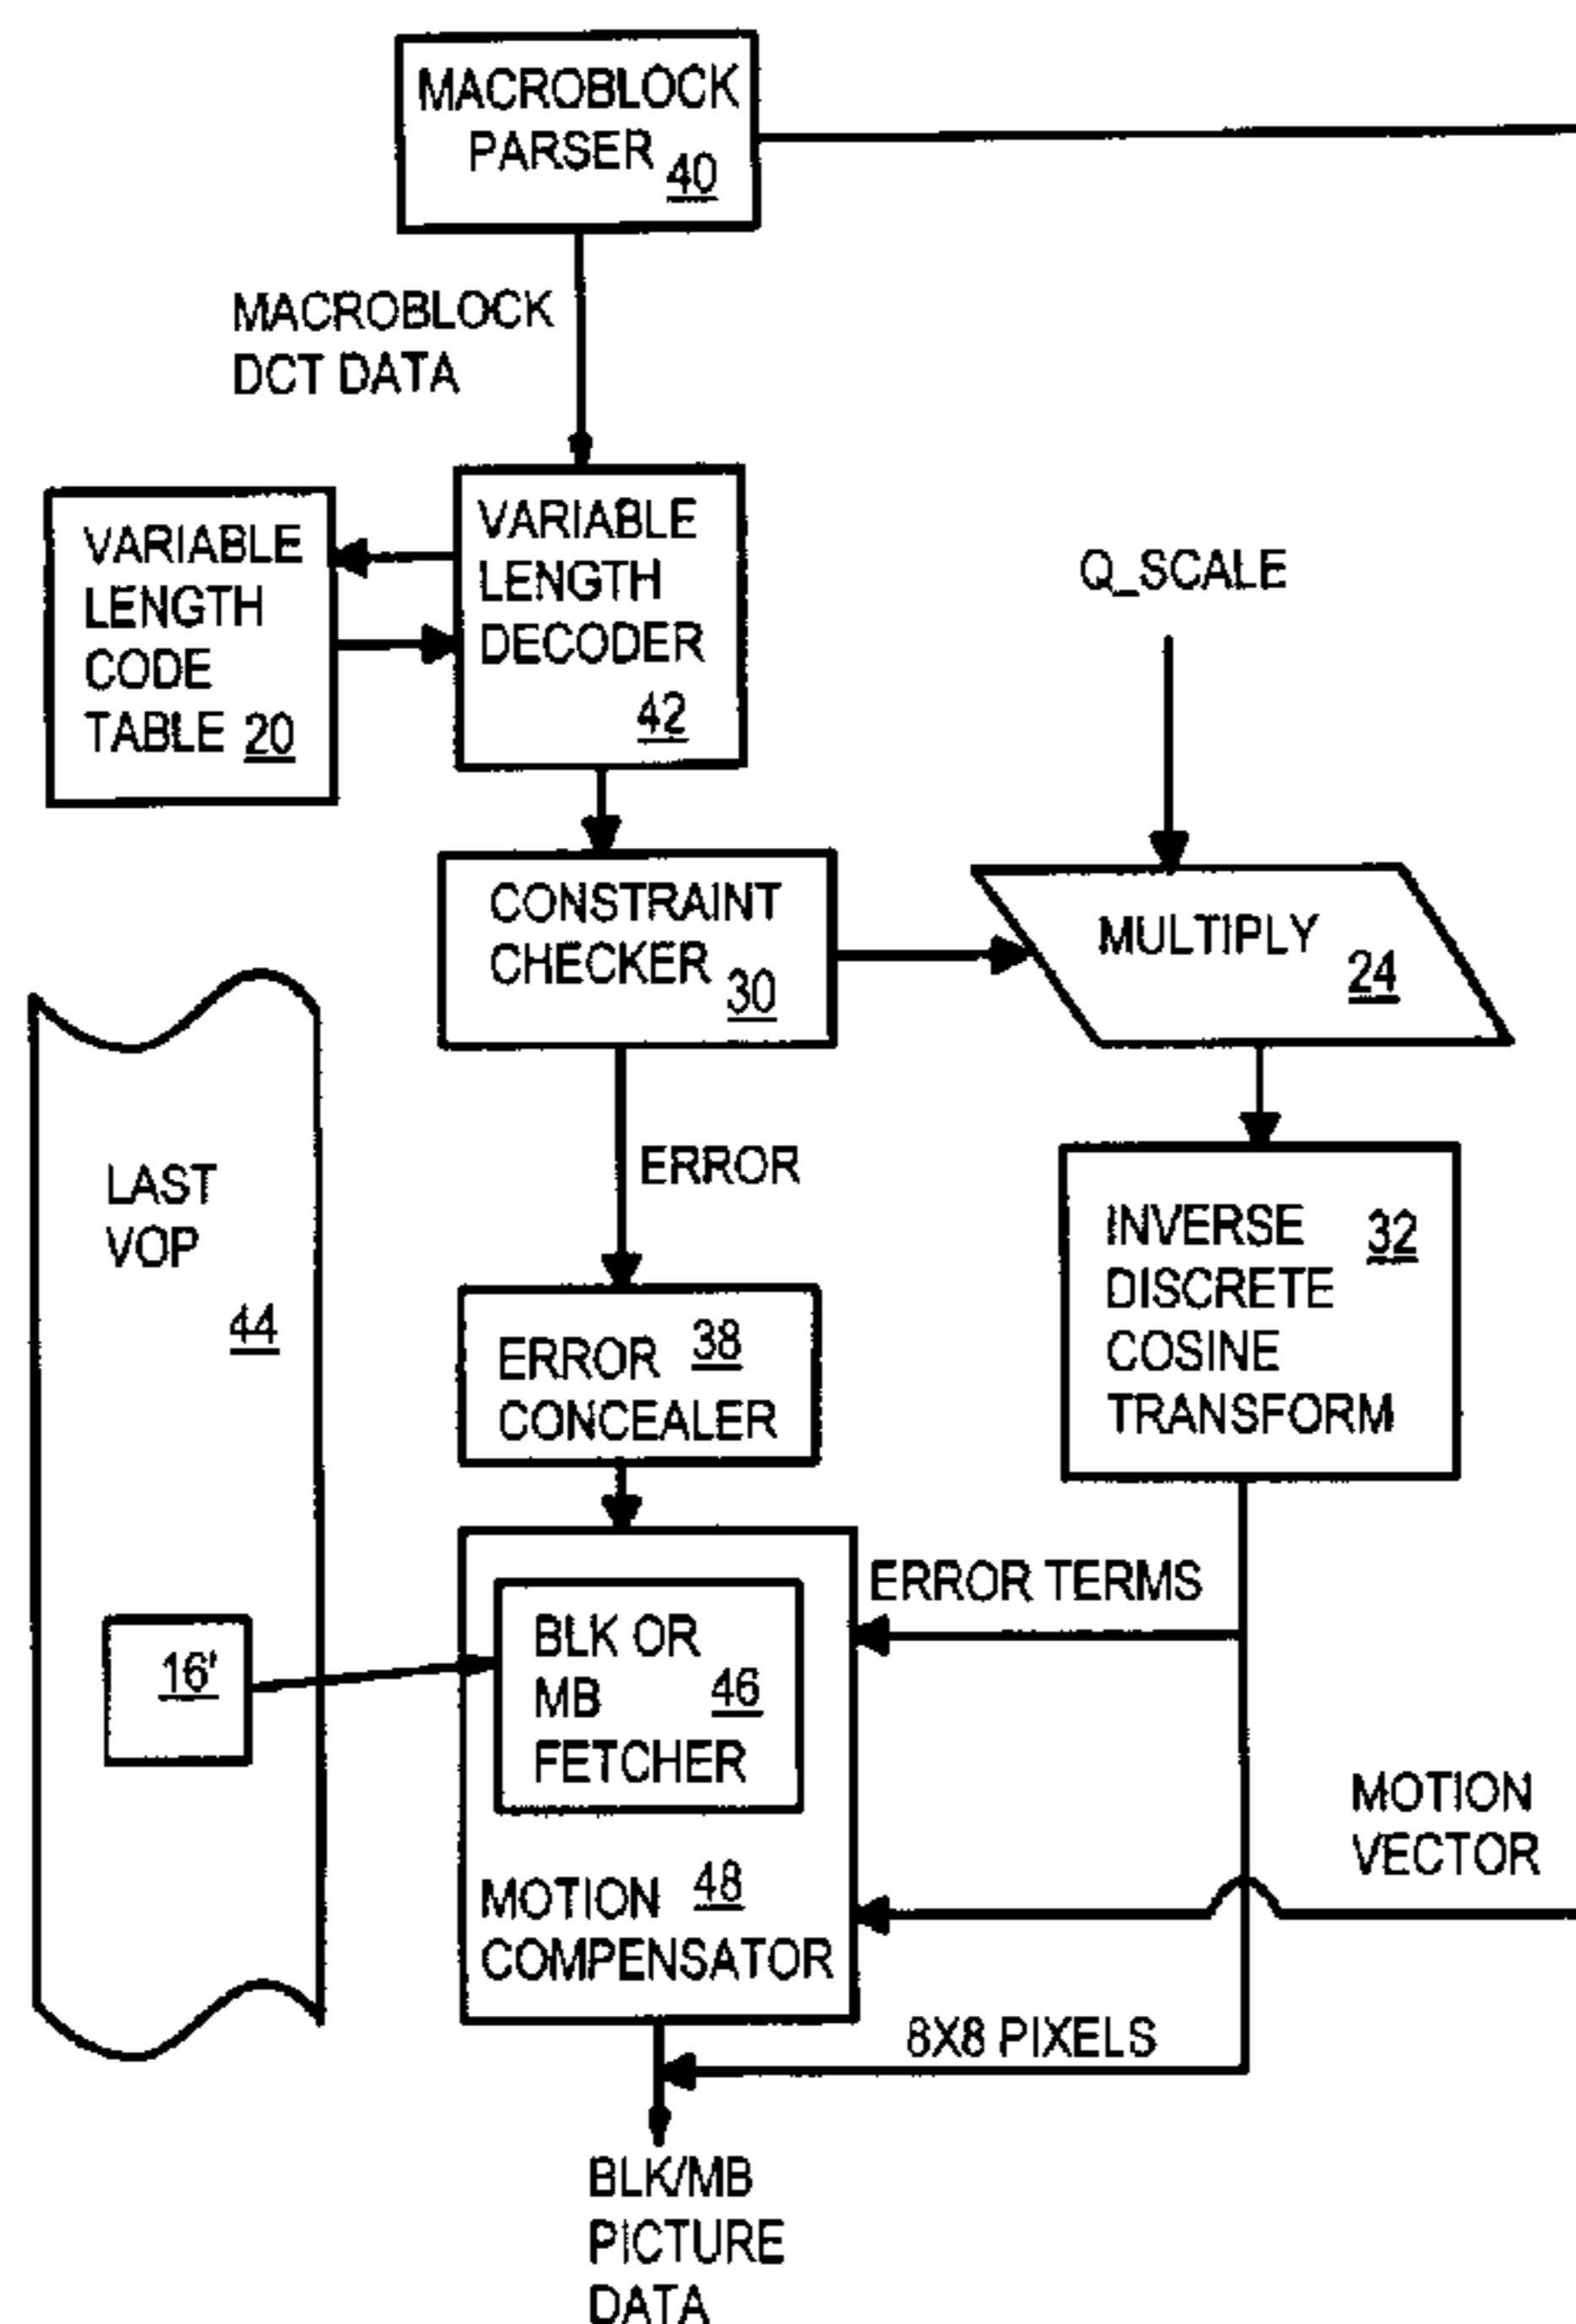 MACROBLOCK
PARSER 40
MACROBLOCK
DCT DATA
VARIABLE
LENGTH
CODE
TABLE 20
VARIABLE
LENGTH
DECODER
42
Q_SCALE
CONSTRAINT
CHECKER 30
MULTIPLY 24
LAST
VOP
44
ERROR
INVERSE 32
DISCRETE
COSINE
TRANSFORM
ERROR 38
CONCEALER
ERROR TERMS
16'
BLK OR
MB 46
FETCHER
MOTION
VECTOR
MOTION 48
COMPENSATOR
8X8 PIXELS
BLK/MB
PICTURE
DATA